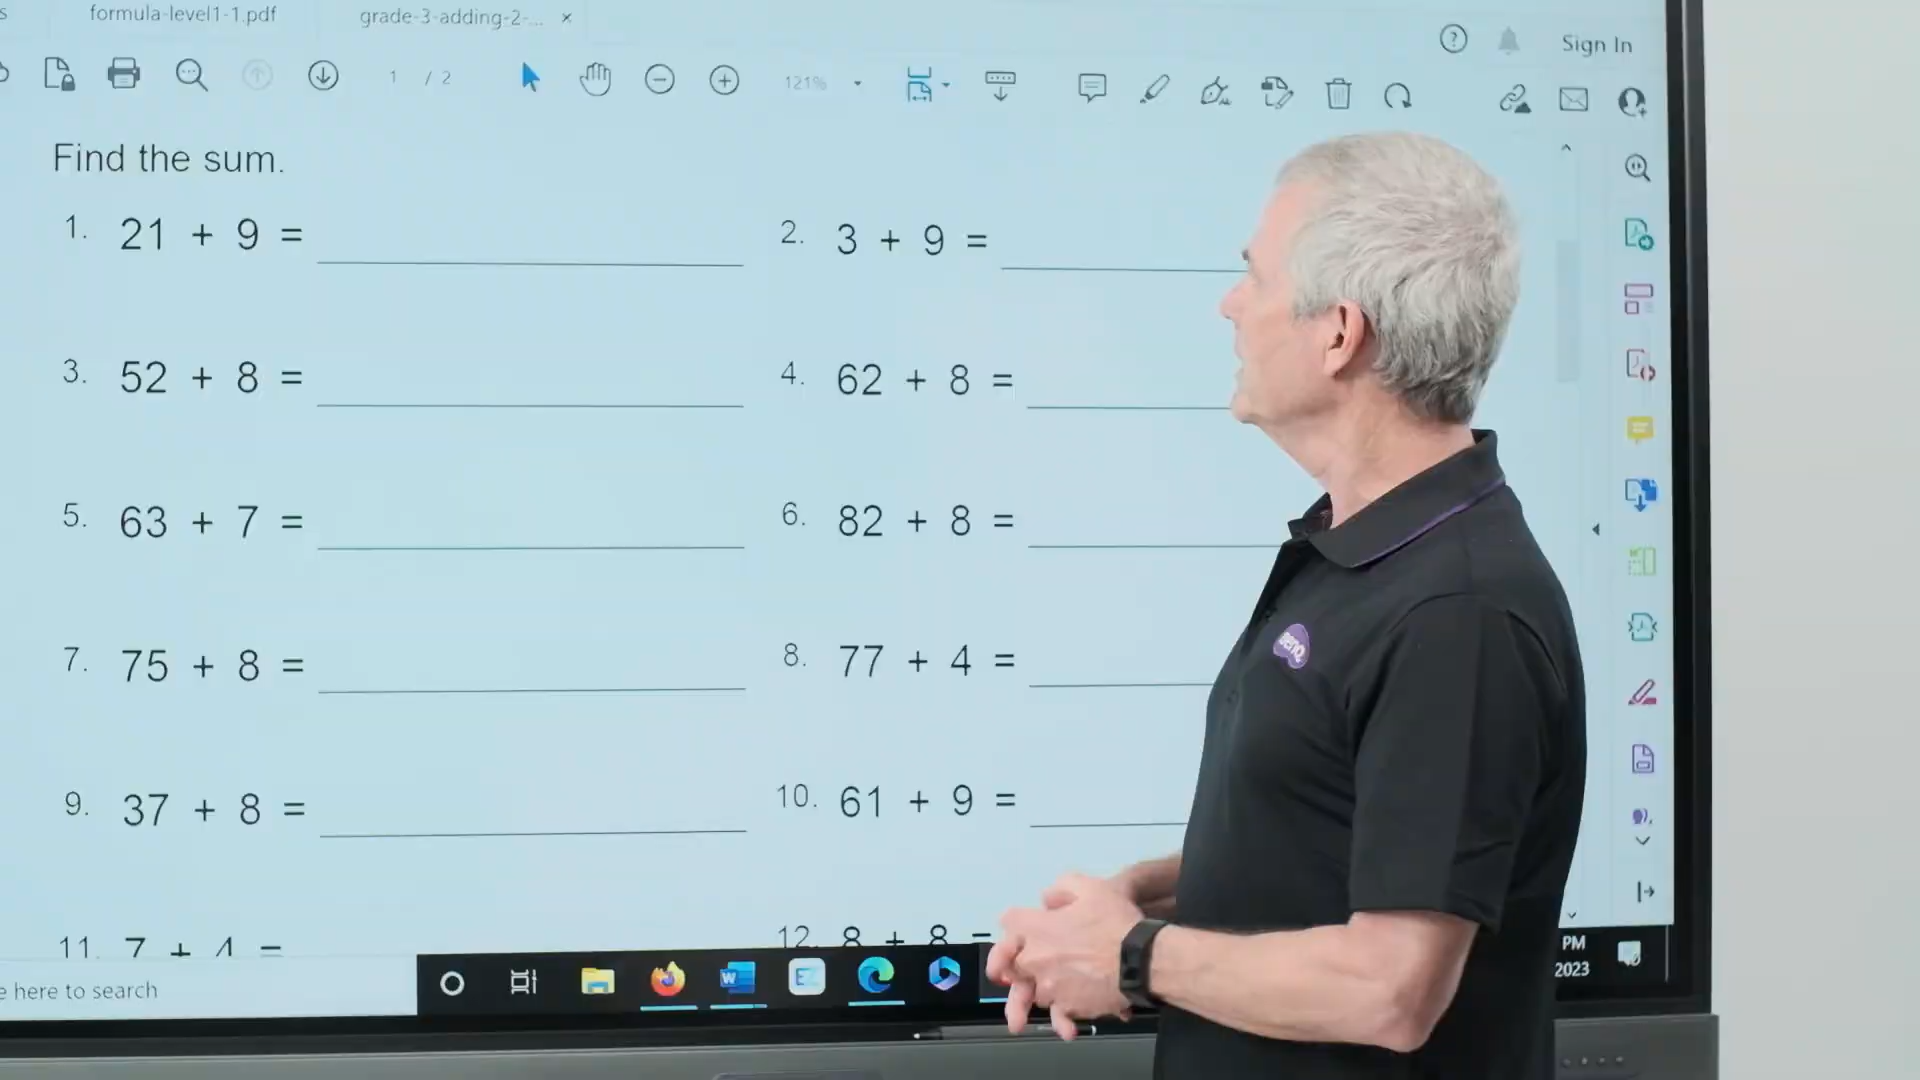 formula-level1-1.pdf grade-3-adding-2-... ×
Sign In
1 / 2 121%
Find the sum.
1. 21 + 9 =
2. 3 + 9 =
3. 52 + 8 =
4. 62 + 8 =
5. 63 + 7 =
6. 82 + 8 =
7. 75 + 8 =
8. 77 + 4 =
9. 37 + 8 =
10. 61 + 9 =
11. 7 + 4 =
12. 8 + 8 =
BenQ
here to search
PM
2023